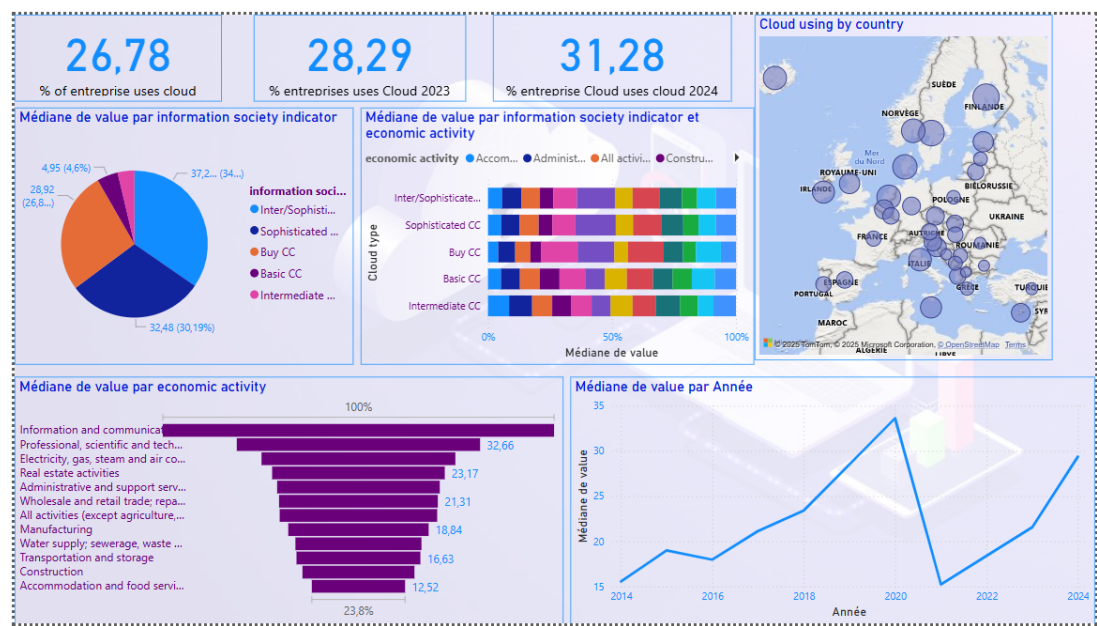 26,78
% of entreprise uses cloud
28,29
% entreprises uses Cloud 2023
31,28
% entreprise Cloud uses cloud 2024
Cloud using by country
SUÈDE
FINLANDE
NORVÈGE
Mer
du Nord
ROYAUME-UNI
IRLANDE
BIÉLORUSSIE
POLOGNE
UKRAINE
FRANCE
AUTRICHE
ROUMANIE
ITALIE
ESPAGNE
PORTUGAL
GRÈCE
TURQUIE
SYR
MAROC
ALGÉRIE
LIBYE
© 2025 TomTom, © 2025 Microsoft Corporation, © OpenStreetMap Terms
Médiane de value par information society indicator
4,95 (4,6%)
37,2... (34...)
28,92
(26,8...)
32,48 (30,19%)
information soci...
Inter/Sophisti...
Sophisticated ...
Buy CC
Basic CC
Intermediate ...
Médiane de value par information society indicator et
economic activity
economic activity Accom... Administ... All activi... Constru...
Cloud type
Inter/Sophisticate...
Sophisticated CC
Buy CC
Basic CC
Intermediate CC
0% 50% 100%
Médiane de value
Médiane de value par economic activity
100%
Information and communicat
Professional, scientific and tech... 32,66
Electricity, gas, steam and air co...
Real estate activities 23,17
Administrative and support serv...
Wholesale and retail trade; repa... 21,31
All activities (except agriculture,...
Manufacturing 18,84
Water supply; sewerage, waste ...
Transportation and storage 16,63
Construction
Accommodation and food servi... 12,52
23,8%
Médiane de value par Année
Médiane de value
35
30
25
20
15
2014 2016 2018 2020 2022 2024
Année